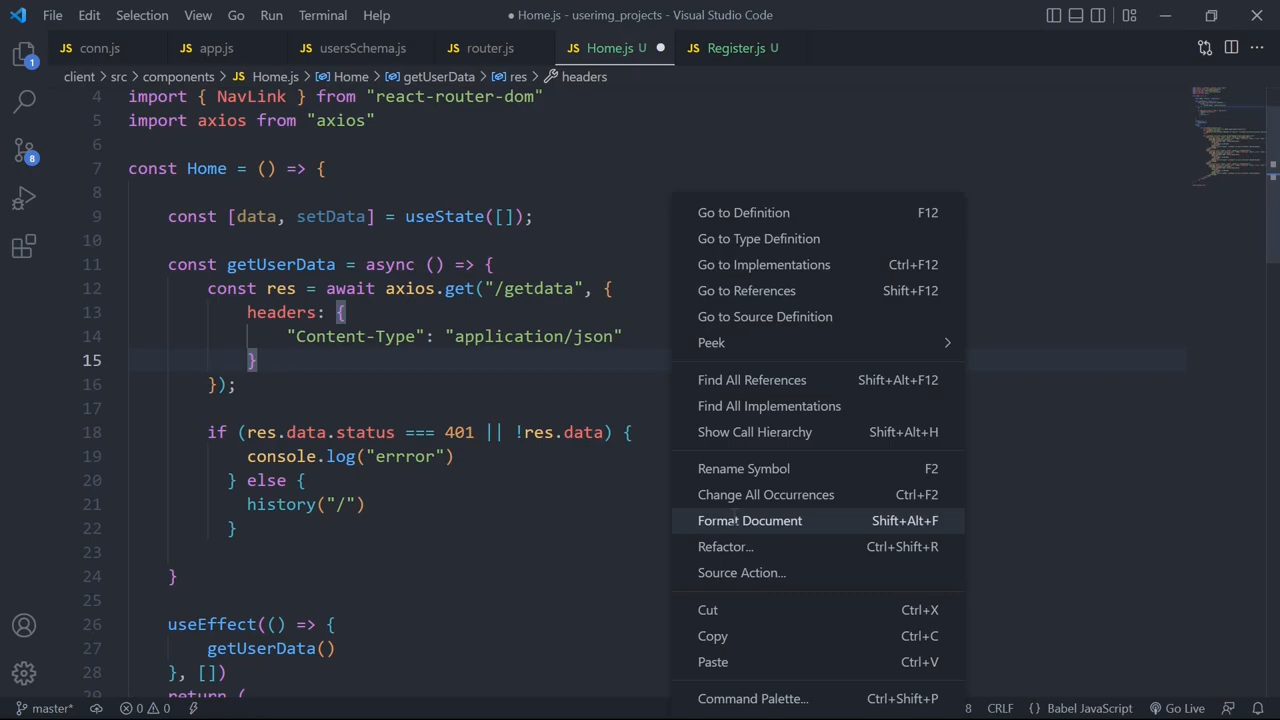 File Edit Selection View Go Run Terminal Help ● Home.js - userimg_projects - Visual Studio Code
JS conn.js JS app.js JS usersSchema.js JS router.js JS Home.js U ● JS Register.js U
client > src > components > JS Home.js > Home > getUserData > res > headers
4 import { NavLink } from "react-router-dom"
5 import axios from "axios"
6
7 const Home = () => {
8
9 const [data, setData] = useState([]);
10
11 const getUserData = async () => {
12 const res = await axios.get("/getdata", {
13 headers: {
14 "Content-Type": "application/json"
15 }
16 });
17
18 if (res.data.status === 401 || !res.data) {
19 console.log("errror")
20 } else {
21 history("/")
22 }
23
24 }
25
26 useEffect(() => {
27 getUserData()
28 }, [])
29 return (
Go to Definition F12
Go to Type Definition
Go to Implementations Ctrl+F12
Go to References Shift+F12
Go to Source Definition
Peek
Find All References Shift+Alt+F12
Find All Implementations
Show Call Hierarchy Shift+Alt+H
Rename Symbol F2
Change All Occurrences Ctrl+F2
Format Document Shift+Alt+F
Refactor... Ctrl+Shift+R
Source Action...
Cut Ctrl+X
Copy Ctrl+C
Paste Ctrl+V
Command Palette... Ctrl+Shift+P
1
8
master* 0 0 8 CRLF {} Babel JavaScript Go Live